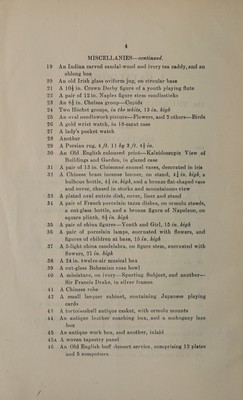 4
MISCELLANIES—continued.
19 An Indian carved sandal-wood and ivory tea caddy, and an
oblong box
20 An old Irish glass oviform jug, on circular base
21 A 10½ in. Crown Derby figure of a youth playing flute
22 A pair of 12 in. Naples figure stem candlesticks
23 An 8½ in. Chelsea group—Cupids
24 Two Höchst groups, in the white, 13 in. high
25 An oval needlework picture—Flowers, and 2 others—Birds
26 A gold wrist watch, in 18-carat case
27 A lady's pocket watch
28 Another
29 A Persian rug, 4 ft. 11 by 3 ft. 4½ in.
30 An Old English coloured print—Kaleidoscopic View of
Buildings and Garden, in glazed case
31 A pair of 13 in. Cloisonné enamel vases, decorated in iris
32 A Chinese brass incense burner, on stand, 4½ in. high, a
bulbous bottle, 4½ in. high, and a bronze flat-shaped vase
and cover, chased in storks and mountainous view
33 A plated oval entrée dish, cover, liner and stand
34 A pair of French porcelain tazza dishes, on ormolu stands,
a cut-glass bottle, and a bronze figure of Napoleon, on
square plinth, 8½ in. high
35 A pair of china figures—Youth and Girl, 15 in. high
36 A pair of porcelain lamps, encrusted with flowers, and
figures of children at base, 15 in. high
37 A 5-light china candelabra, on figure stem, encrusted with
flowers, 21 in. high
38 A 24 in. twelve-air musical box
39 A cut-glass Bohemian rose bowl
40 A miniature, on ivory—Sporting Subject, and another—
Sir Francis Drake, in silver frames
41 A Chinese robe
42 A small lacquer cabinet, containing Japanese playing
cards
43 A tortoiseshell antique casket, with ormolu mounts
44 An antique leather marching box, and a mahogany less
box
45 An antique work box, and another, inlaid
45A A woven tapestry panel
46 An Old English buff dessert service, comprising 12 plates
and 5 comportiers